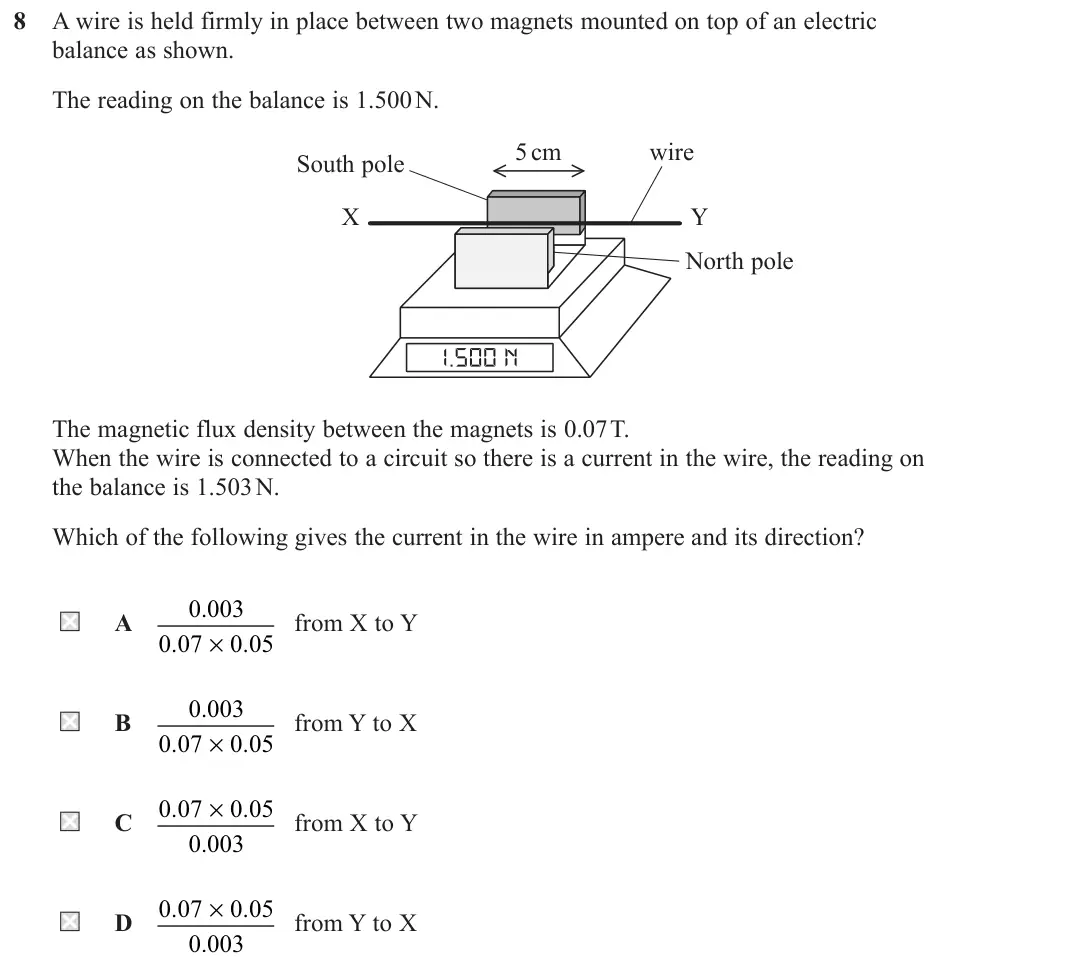 8 A wire is held firmly in place between two magnets mounted on top of an electric
balance as shown.
The reading on the balance is 1.500 N.
South pole
5 cm
wire
X
Y
North pole
1.500 N
The magnetic flux density between the magnets is 0.07 T.
When the wire is connected to a circuit so there is a current in the wire, the reading on
the balance is 1.503 N.
Which of the following gives the current in the wire in ampere and its direction?
A 0.003 / 0.07 × 0.05 from X to Y
B 0.003 / 0.07 × 0.05 from Y to X
C 0.07 × 0.05 / 0.003 from X to Y
D 0.07 × 0.05 / 0.003 from Y to X